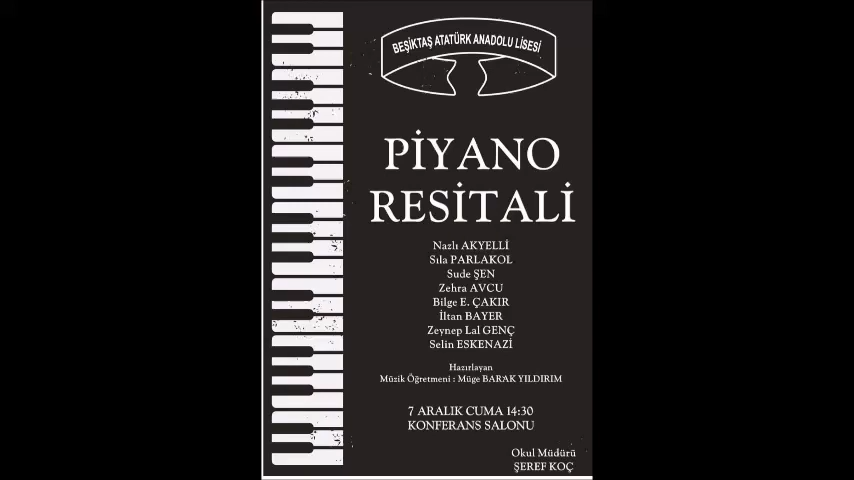 BEŞİKTAŞ ATATÜRK ANADOLU LİSESİ
PİYANO
RESİTALİ
Nazlı AKYELLİ
Sıla PARLAKOL
Sude ŞEN
Zehra AVCU
Bilge E. ÇAKIR
İltan BAYER
Zeynep Lal GENÇ
Selin ESKENAZİ
Hazırlayan
Müzik Öğretmeni : Müge BARAK YILDIRIM
7 ARALIK CUMA 14:30
KONFERANS SALONU
Okul Müdürü
ŞEREF KOÇ